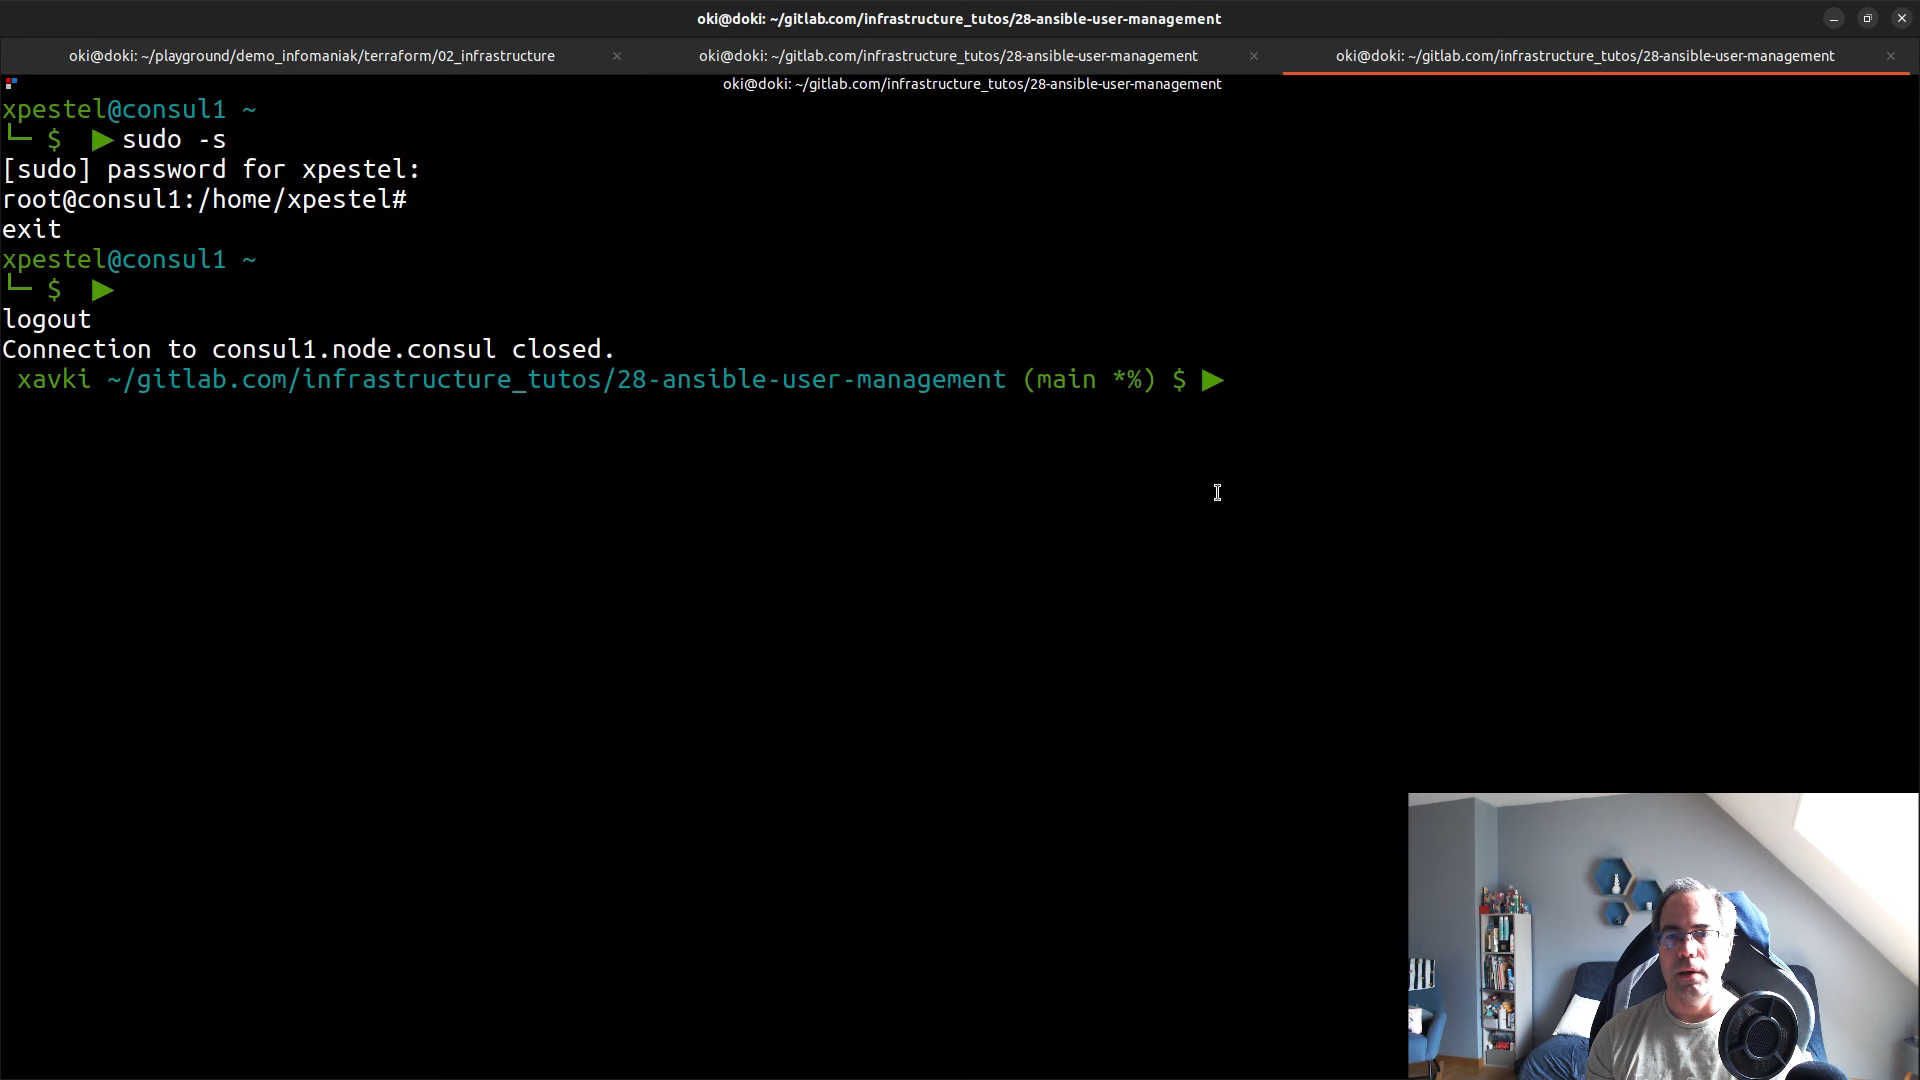 oki@doki: ~/gitlab.com/infrastructure_tutos/28-ansible-user-management
oki@doki: ~/playground/demo_infomaniak/terraform/02_infrastructure
oki@doki: ~/gitlab.com/infrastructure_tutos/28-ansible-user-management
oki@doki: ~/gitlab.com/infrastructure_tutos/28-ansible-user-management
oki@doki: ~/gitlab.com/infrastructure_tutos/28-ansible-user-management
xpestel@consul1 ~
└─ $ ▶ sudo -s
[sudo] password for xpestel:
root@consul1:/home/xpestel#
exit
xpestel@consul1 ~
└─ $ ▶
logout
Connection to consul1.node.consul closed.
xavki ~/gitlab.com/infrastructure_tutos/28-ansible-user-management (main *%) $ ▶